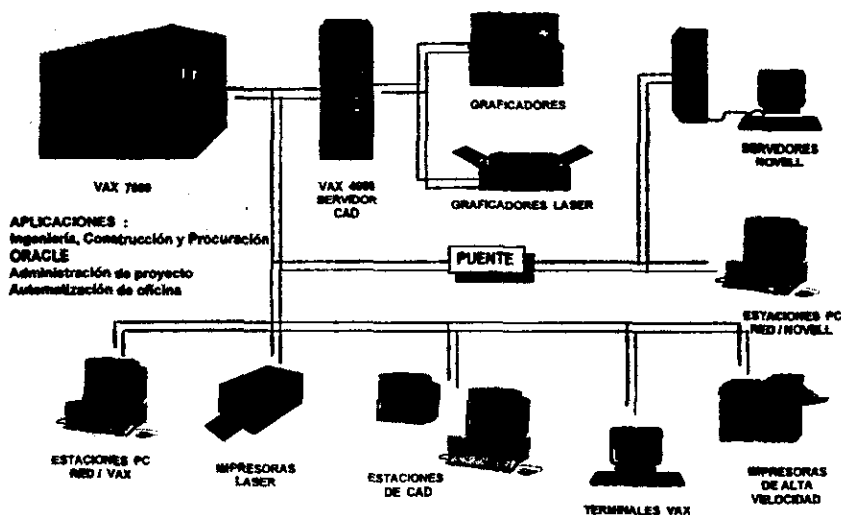 GRAFICADORES
SERVIDORES
NOVELL
VAX
VAX
SERVIDOR
CAD
GRAFICADORES LASER
APLICACIONES :
Ingeniería, Construcción y Procuración
ORACLE
Administración de proyecto
Automatización de oficina
PUENTE
ESTACIONES PC
RED / NOVELL
ESTACIONES PC
RED / VAX
IMPRESORAS
LASER
ESTACIONES
DE CAD
TERMINALES VAX
IMPRESORAS
DE ALTA
VELOCIDAD